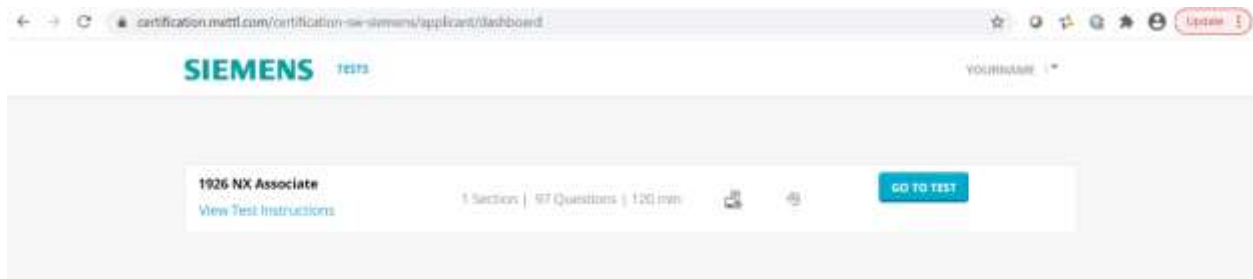 certification.mettl.com/certification-sw-siemens/applicant/dashboard
Update
SIEMENS TESTS YOURNAME
1926 NX Associate
View Test Instructions
1 Section | 97 Questions | 120 min
GO TO TEST